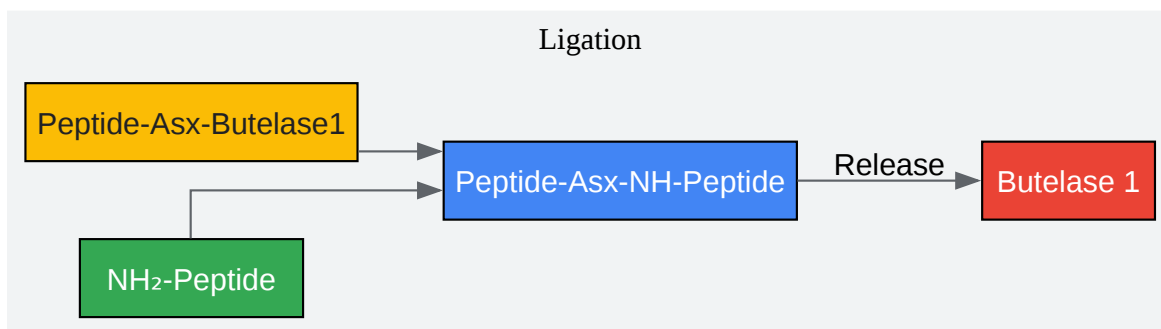 Ligation
Peptide-Asx-Butelase1
NH₂-Peptide
Peptide-Asx-NH-Peptide
Release
Butelase 1